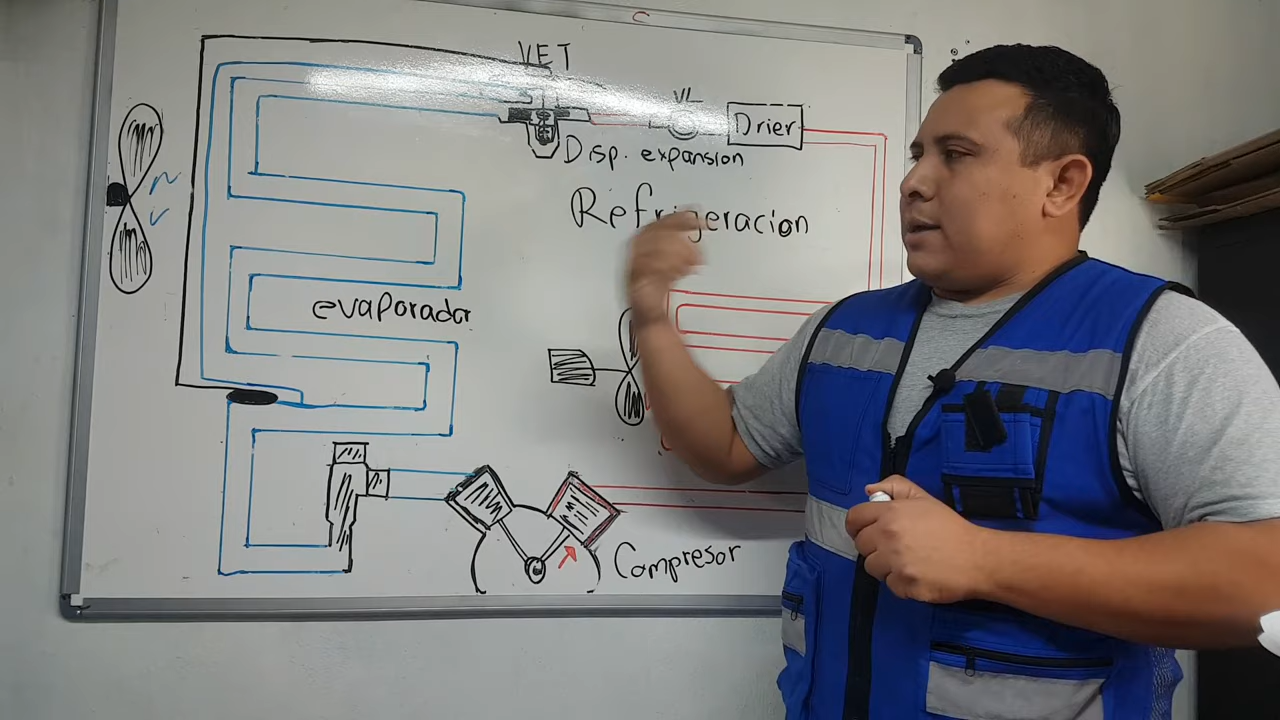 C
VET
VL
Drier
Disp. expansion
Refrigeracion
evaporador
Compresor